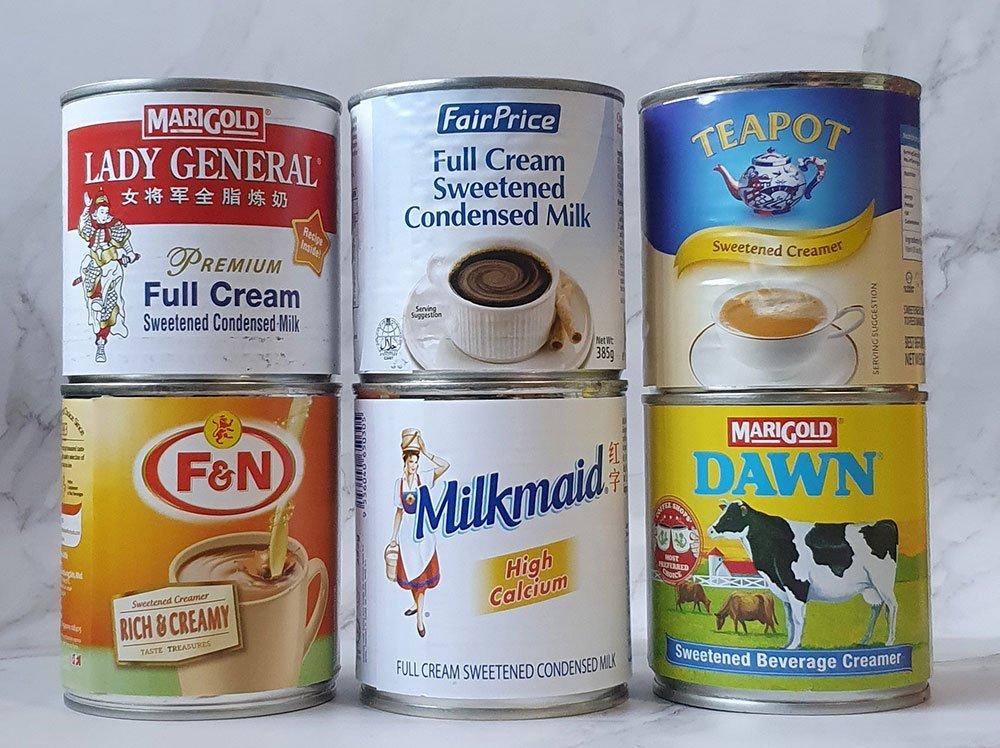 MARIGOLD
LADY GENERAL
女将军全脂炼奶
Recipe
Inside!
PREMIUM
Full Cream
Sweetened Condensed Milk
FairPrice
Full Cream
Sweetened
Condensed Milk
Serving
Suggestion
Net Wt:
385g
TEAPOT
Sweetened Creamer
SERVING SUGGESTION
F&N
Sweetened Creamer
RICH & CREAMY
TASTE TREASURES
Milkmaid
红字
High
Calcium
FULL CREAM SWEETENED CONDENSED MILK
MARIGOLD
DAWN
COFFEE SHOPS'
MOST
PREFERRED
CHOICE
Sweetened Beverage Creamer